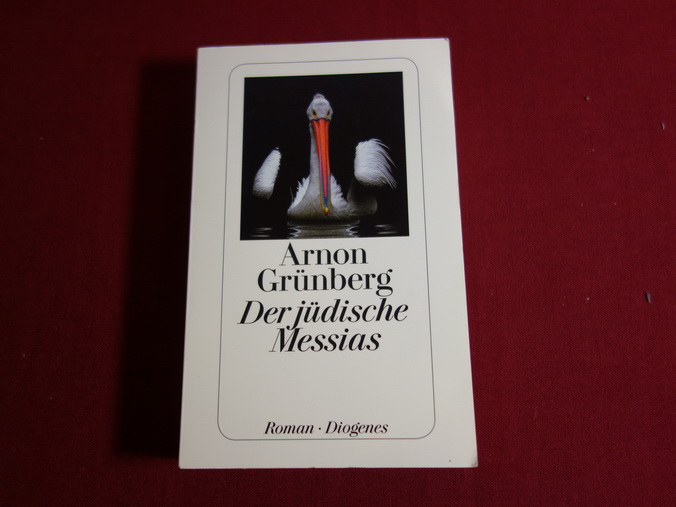 Arnon
Grünberg
Der jüdische
Messias
Roman · Diogenes